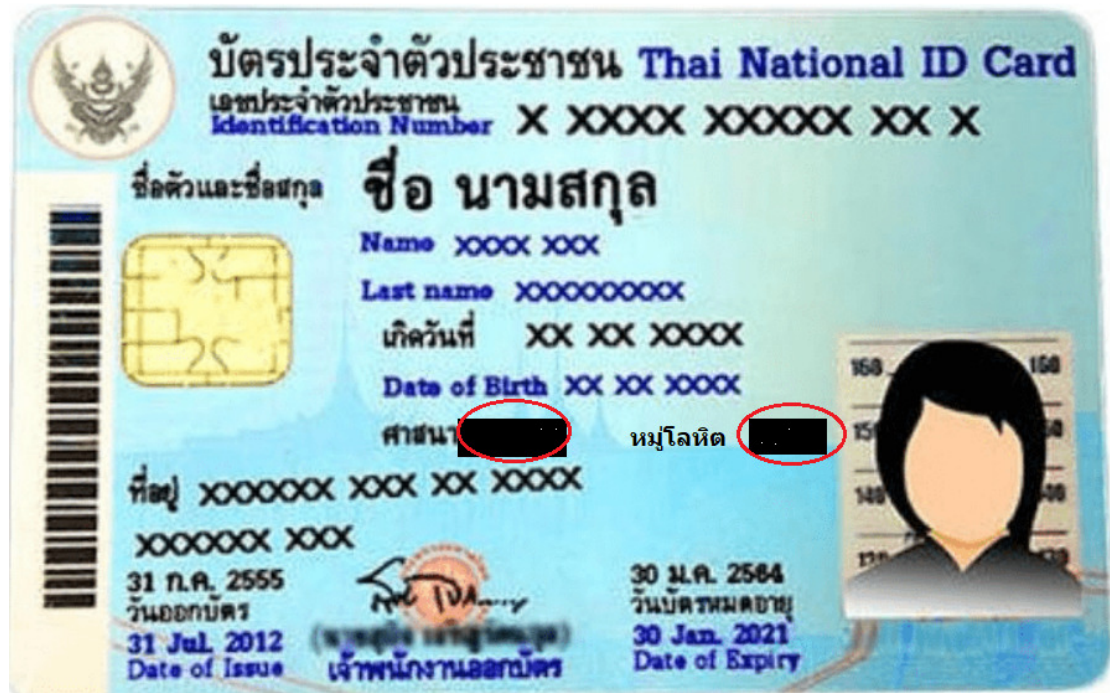 บัตรประจำตัวประชาชน Thai National ID Card
เลขประจำตัวประชาชน
Identification Number X XXXX XXXXX XX X
ชื่อตัวและชื่อสกุล ชื่อ นามสกุล
Name XXXX XXX
Last name XXXXXXXXXX
เกิดวันที่ XX XX XXXX
Date of Birth XX XX XXXX
ศาสนา หมู่โลหิต
ที่อยู่ XXXXXX XXX XX XXXX
XXXXXX XXX
31 ก.ค. 2555
วันออกบัตร
31 Jul. 2012
Date of Issue
เจ้าพนักงานออกบัตร
30 ม.ค. 2564
วันบัตรหมดอายุ
30 Jan. 2021
Date of Expiry
160 160
150
140